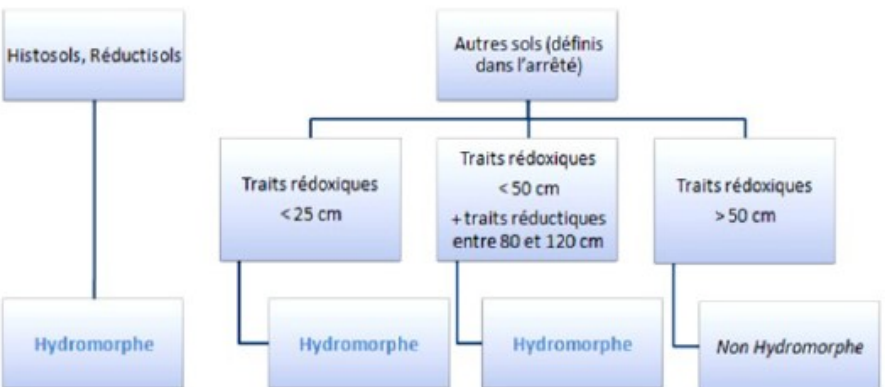 Histosols, Réductisols
Autres sols (définis
dans l'arrêté)
Traits rédoxiques
< 25 cm
Traits rédoxiques
< 50 cm
+ traits réductiques
entre 80 et 120 cm
Traits rédoxiques
> 50 cm
Hydromorphe
Hydromorphe
Hydromorphe
Non Hydromorphe